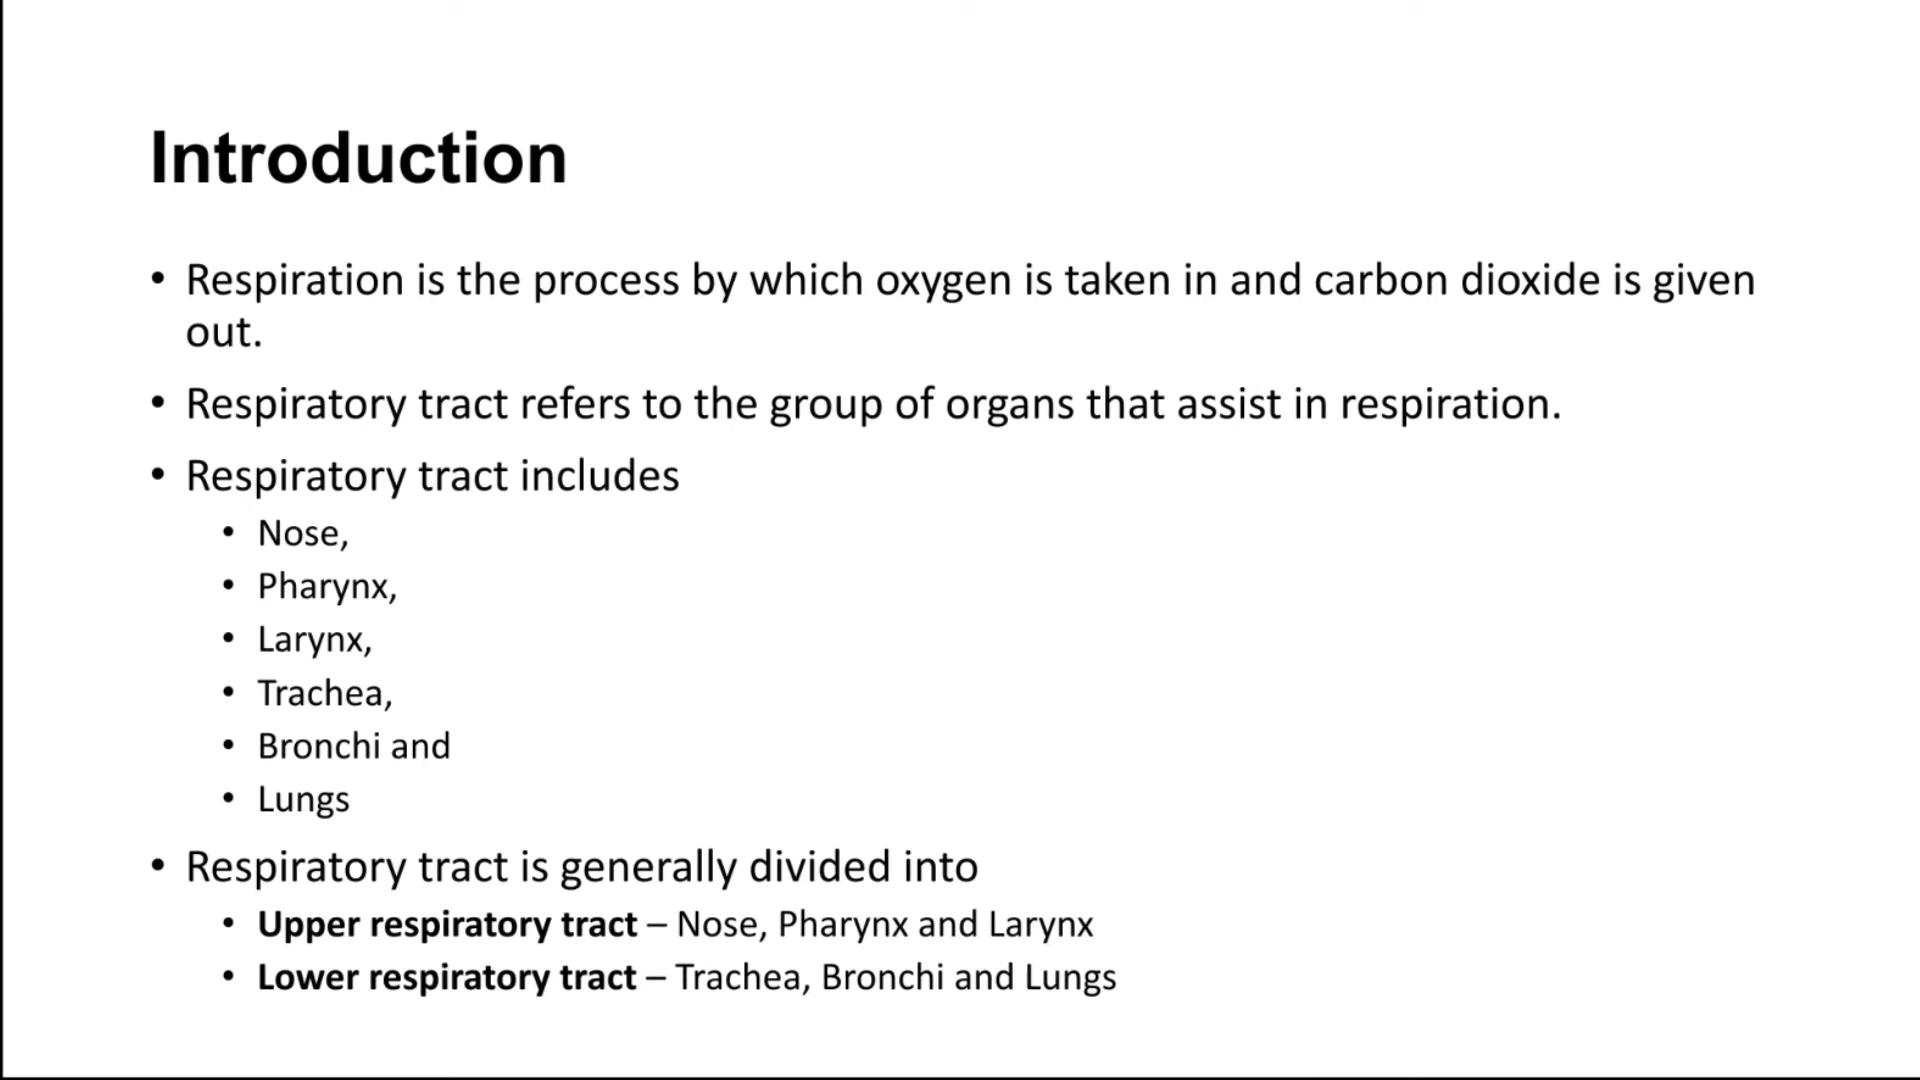 Introduction
• Respiration is the process by which oxygen is taken in and carbon dioxide is given
out.
• Respiratory tract refers to the group of organs that assist in respiration.
• Respiratory tract includes
• Nose,
• Pharynx,
• Larynx,
• Trachea,
• Bronchi and
• Lungs
• Respiratory tract is generally divided into
• Upper respiratory tract – Nose, Pharynx and Larynx
• Lower respiratory tract – Trachea, Bronchi and Lungs